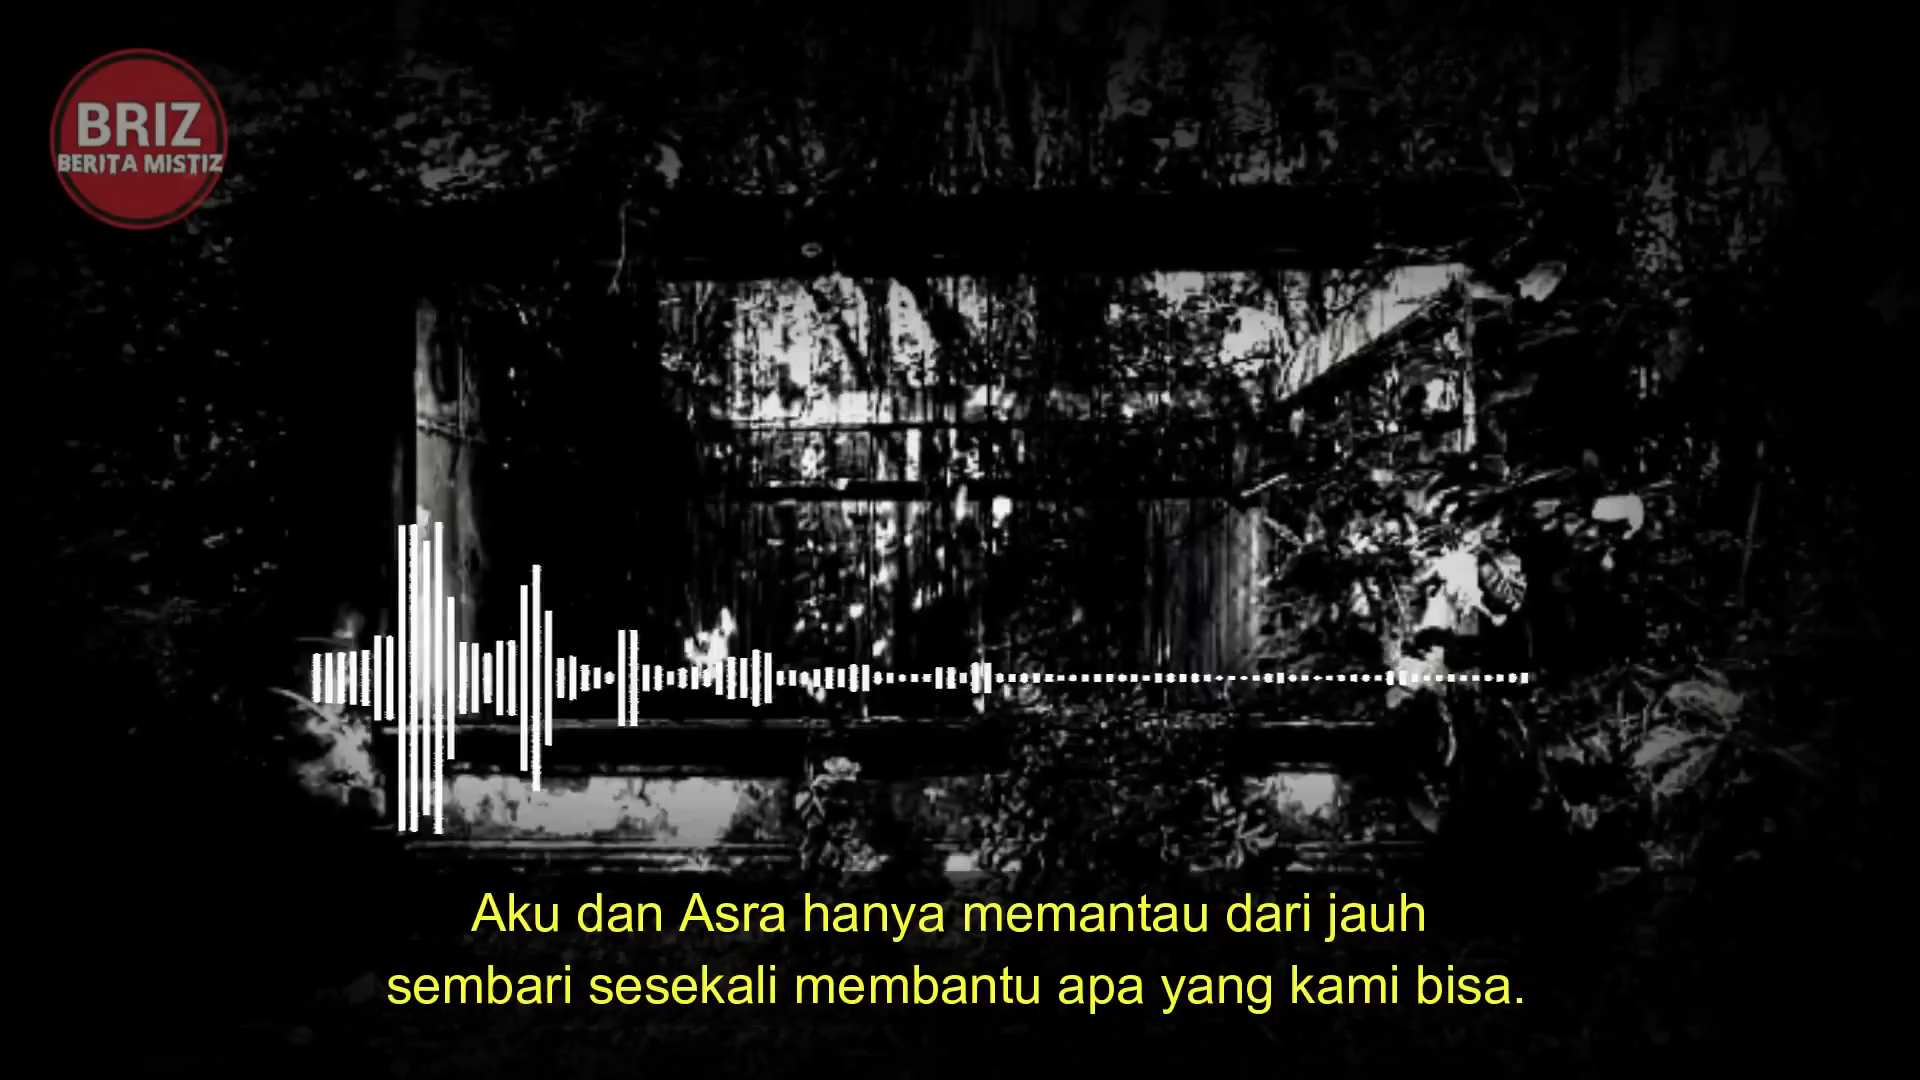 BRIZ
BERITA MISTIZ
Aku dan Asra hanya memantau dari jauh
sembari sesekali membantu apa yang kami bisa.